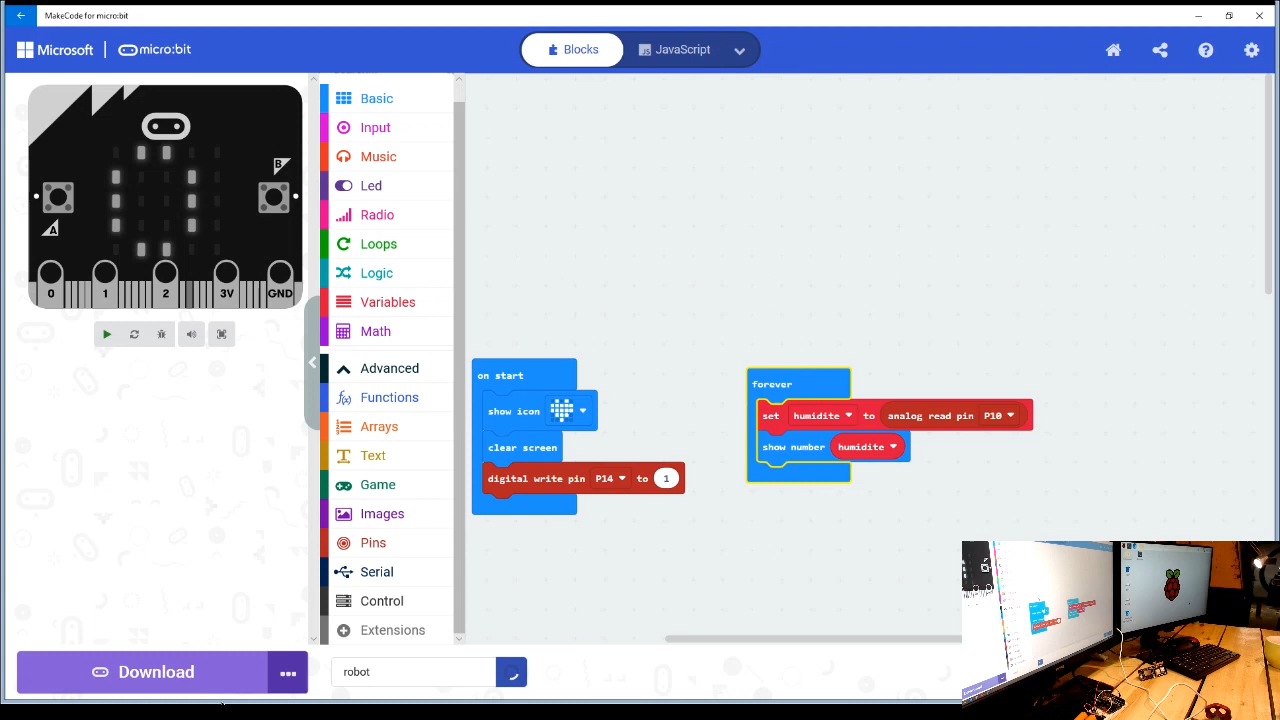 MakeCode for micro:bit
Microsoft
micro:bit
Blocks
JavaScript
B
A
0
1
2
3V
GND
Basic
Input
Music
Led
Radio
Loops
Logic
Variables
Math
Advanced
Functions
Arrays
Text
Game
Images
Pins
Serial
Control
Extensions
on start
show icon
clear screen
digital write pin P14 to 1
forever
set humidite to analog read pin P10
show number humidite
Download
robot